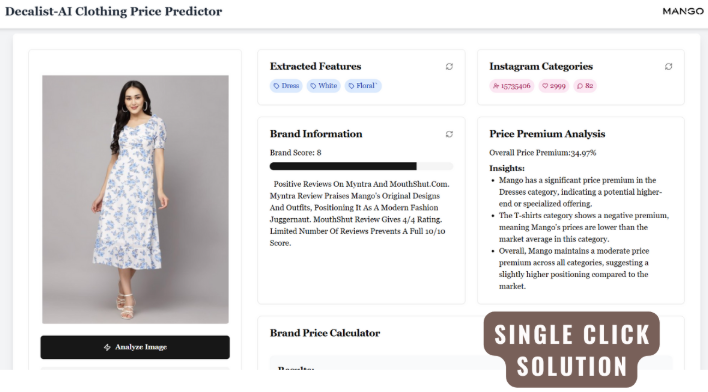 Decalist-AI Clothing Price Predictor
MANGO
Extracted Features
Dress White Floral
Instagram Categories
15735406 2999 82
Brand Information
Brand Score: 8
Positive Reviews On Myntra And MouthShut.Com.
Myntra Review Praises Mango's Original Designs
And Outfits, Positioning It As A Modern Fashion
Juggernaut. MouthShut Review Gives 4/4 Rating.
Limited Number Of Reviews Prevents A Full 10/10
Score.
Price Premium Analysis
Overall Price Premium:34.97%
Insights:
• Mango has a significant price premium in the
Dresses category, indicating a potential higher-
end or specialized offering.
• The T-shirts category shows a negative premium,
meaning Mango's prices are lower than the
market average in this category.
• Overall, Mango maintains a moderate price
premium across all categories, suggesting a
slightly higher positioning compared to the
market.
Analyze Image
Brand Price Calculator
Results:
SINGLE CLICK
SOLUTION